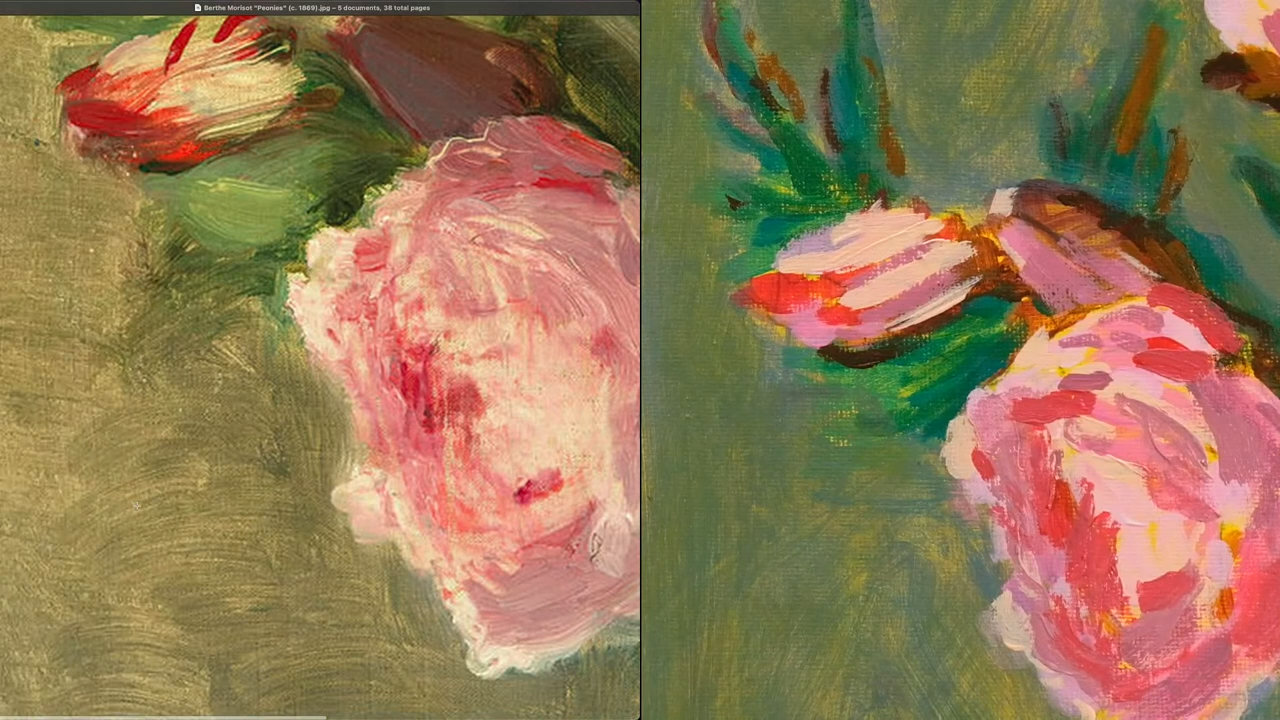 Berthe Morisot "Peonies" (c. 1869).jpg – 5 documents, 38 total pages